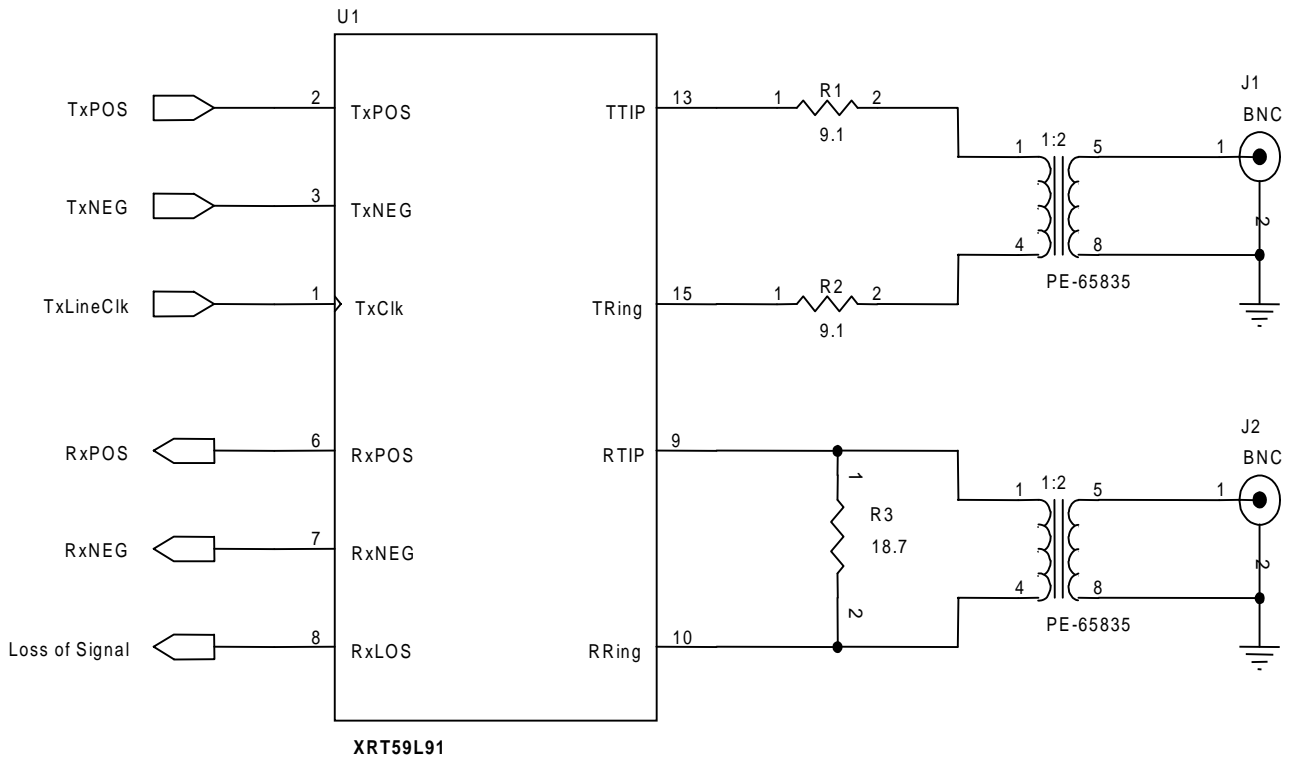 U1
TxPOS
2
TxPOS
TTIP
13
1
R1
2
9.1
J1
BNC
1
1:2
5
1
TxNEG
3
TxNEG
2
4
8
PE-65835
TxLineClk
1
TxClk
TRing
15
1
R2
2
9.1
RxPOS
6
RxPOS
RTIP
9
J2
BNC
1
1:2
5
1
1
R3
18.7
RxNEG
7
RxNEG
2
4
8
2
PE-65835
Loss of Signal
8
RxLOS
RRing
10
XRT59L91